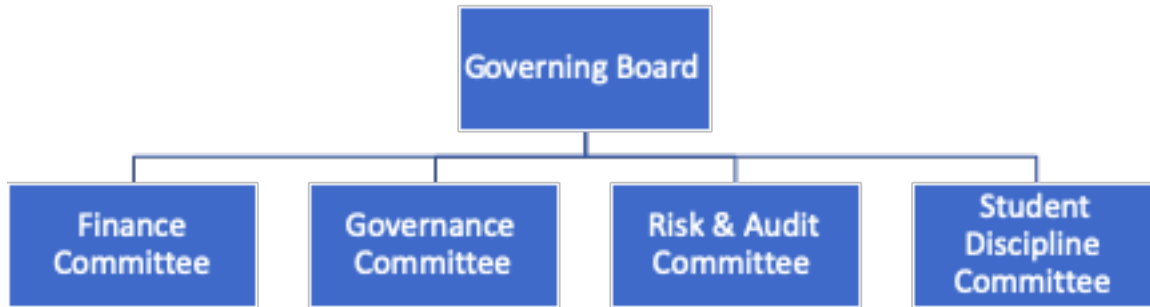 Governing Board
Finance
Committee
Governance
Committee
Risk & Audit
Committee
Student
Discipline
Committee